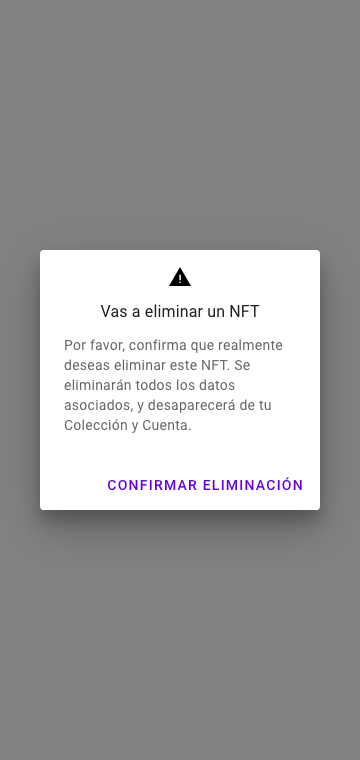 Vas a eliminar un NFT
Por favor, confirma que realmente
deseas eliminar este NFT. Se
eliminarán todos los datos
asociados, y desaparecerá de tu
Colección y Cuenta.
CONFIRMAR ELIMINACIÓN